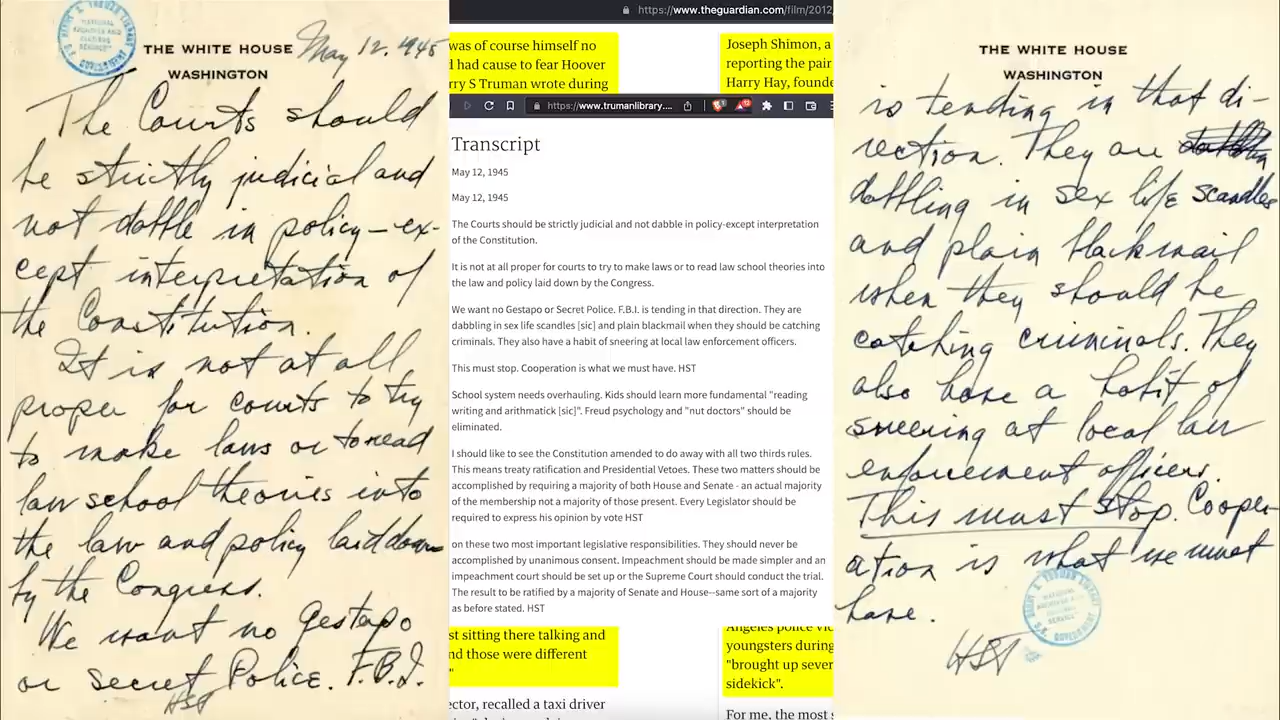 THE WHITE HOUSE
WASHINGTON
May 12. 1945
The Courts should
be strictly judicial and
not dabble in policy—ex-
cept interpretation of
the Constitution.
It is not at all
proper for courts to try
to make laws or to read
law school theories into
the law and policy laid down
by the Congress.
We want no Gestapo
or Secret Police. F.B.I.
HST
https://www.theguardian.com/film/2012
was of course himself no
d had cause to fear Hoover
rry S Truman wrote during
Joseph Shimon, a
reporting the pair
Harry Hay, founde
https://www.trumanlibrary....
Transcript
May 12, 1945
May 12, 1945
The Courts should be strictly judicial and not dabble in policy-except interpretation
of the Constitution.
It is not at all proper for courts to try to make laws or to read law school theories into
the law and policy laid down by the Congress.
We want no Gestapo or Secret Police. F.B.I. is tending in that direction. They are
dabbling in sex life scandles [sic] and plain blackmail when they should be catching
criminals. They also have a habit of sneering at local law enforcement officers.
This must stop. Cooperation is what we must have. HST
School system needs overhauling. Kids should learn more fundamental "reading
writing and arithmatick [sic]". Freud psychology and "nut doctors" should be
eliminated.
I should like to see the Constitution amended to do away with all two thirds rules.
This means treaty ratification and Presidential Vetoes. These two matters should be
accomplished by requiring a majority of both House and Senate - an actual majority
of the membership not a majority of those present. Every Legislator should be
required to express his opinion by vote HST
on these two most important legislative responsibilities. They should never be
accomplished by unanimous consent. Impeachment should be made simpler and an
impeachment court should be set up or the Supreme Court should conduct the trial.
The result to be ratified by a majority of Senate and House--same sort of a majority
as before stated. HST
st sitting there talking and
nd those were different
"
ector, recalled a taxi driver
Angeles police vic
youngsters during
"brought up sever
sidekick".
For me, the most s
THE WHITE HOUSE
WASHINGTON
is tending in that di-
rection. They are
dabbling in sex life scandles
and plain blackmail
when they should be
catching criminals. They
also have a habit of
sneering at local law
enforcement officers.
This must stop. Cooper-
ation is what we must
have.
HST